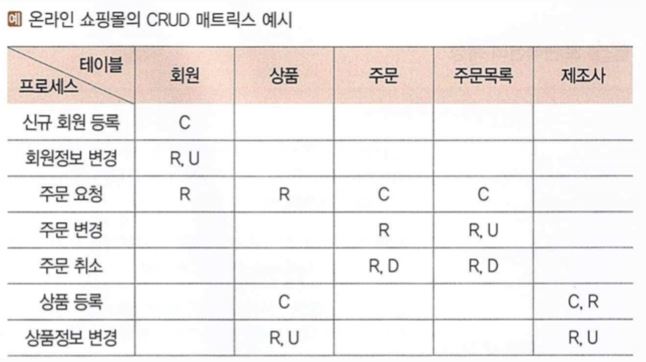 예 온라인 쇼핑몰의 CRUD 매트릭스 예시
테이블
프로세스 회원 상품 주문 주문목록 제조사
신규 회원 등록 C
회원정보 변경 R, U
주문 요청 R R C C
주문 변경 R R, U
주문 취소 R, D R, D
상품 등록 C C, R
상품정보 변경 R, U R, U